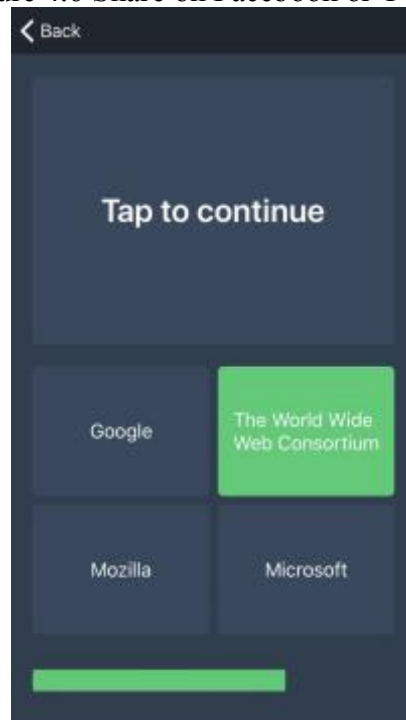 Back
Tap to continue
Google
The World Wide
Web Consortium
Mozilla
Microsoft